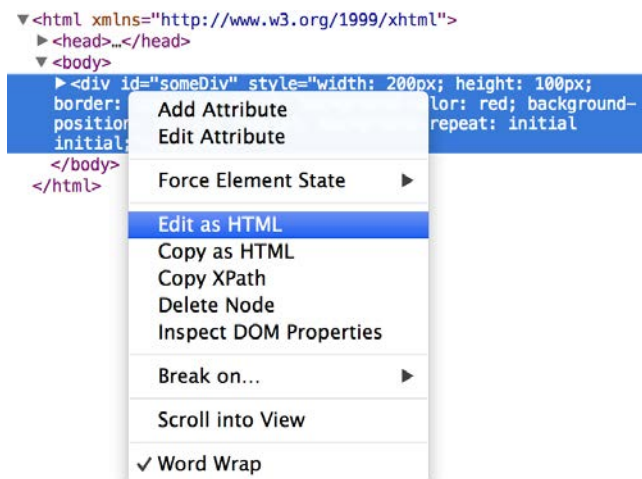 ▼<html xmlns="http://www.w3.org/1999/xhtml">
▶<head>…</head>
▼<body>
▶<div id="someDiv" style="width: 200px; height: 100px;
border: lor: red; background-
position repeat: initial
initial;
</body>
</html>
Add Attribute
Edit Attribute
Force Element State ▶
Edit as HTML
Copy as HTML
Copy XPath
Delete Node
Inspect DOM Properties
Break on... ▶
Scroll into View
✓ Word Wrap